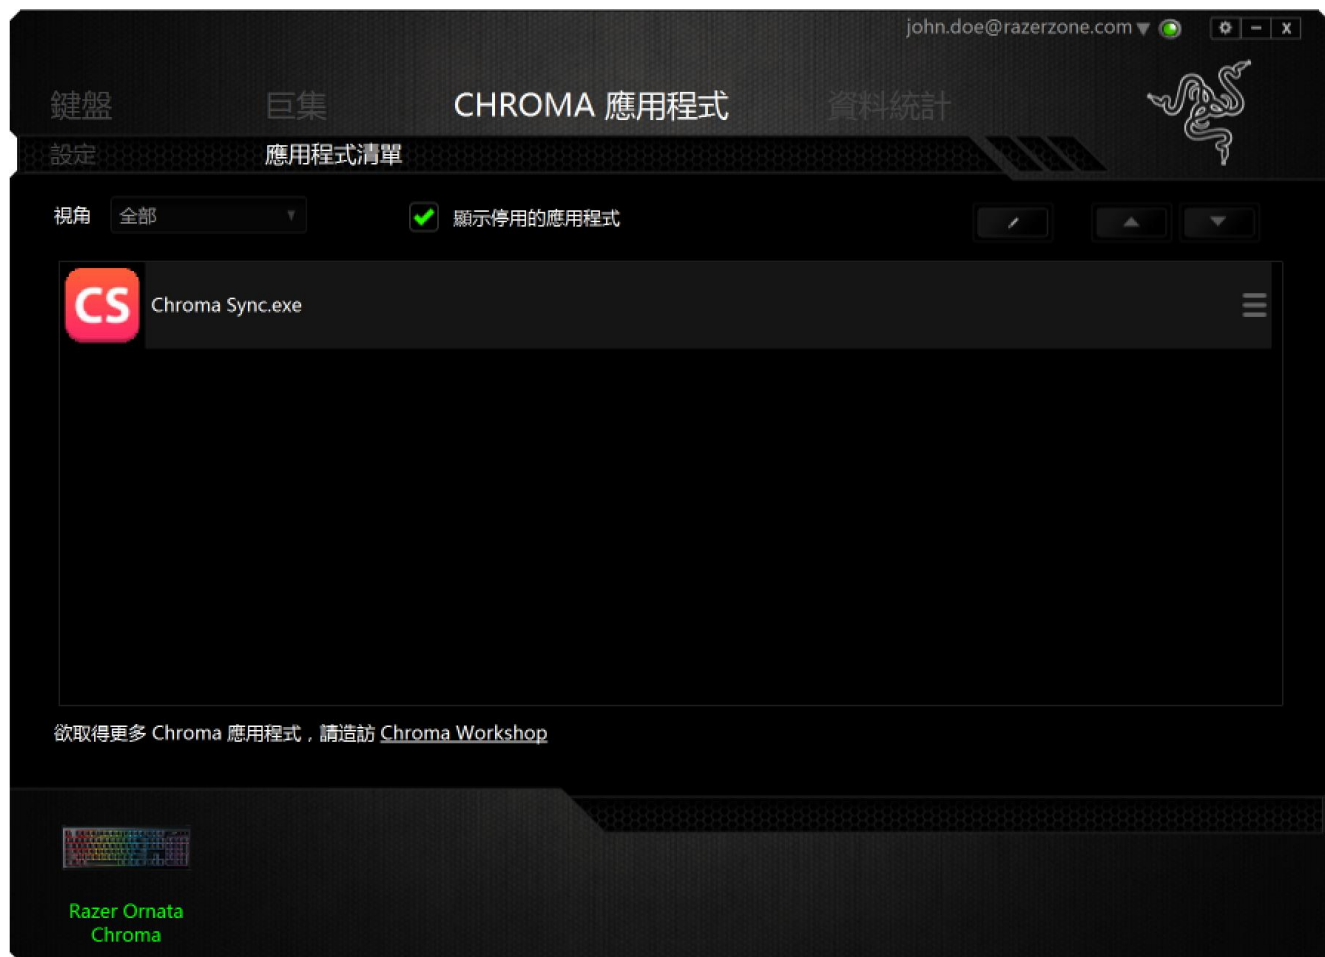 john.doe@razerzone.com
鍵盤 巨集 CHROMA 應用程式 資料統計
設定 應用程式清單
視角 全部 顯示停用的應用程式
CS Chroma Sync.exe
欲取得更多 Chroma 應用程式，請造訪 Chroma Workshop
Razer Ornata
Chroma